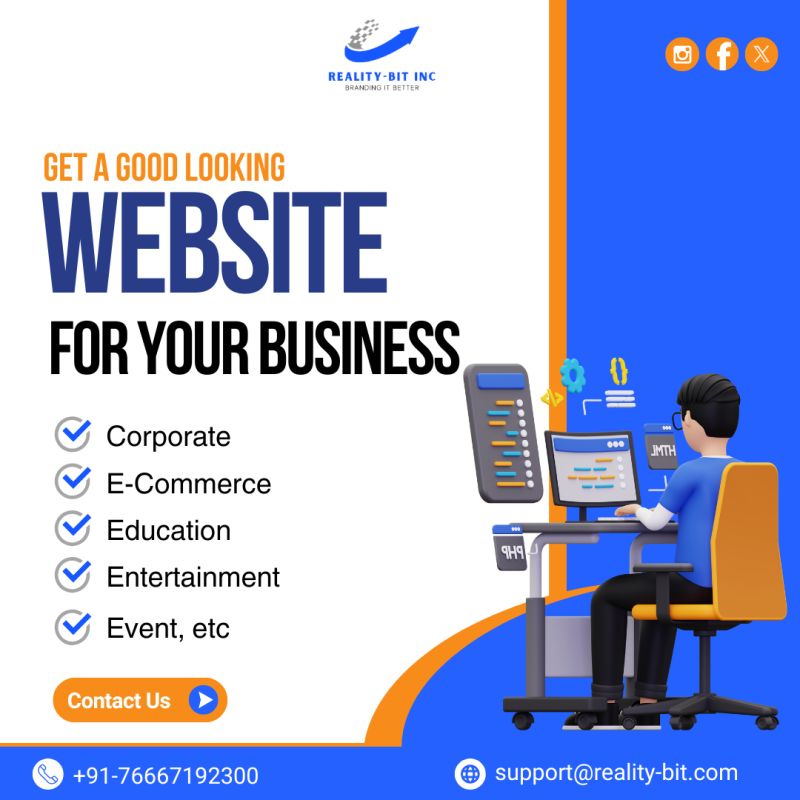 REALITY-BIT INC
BRANDING IT BETTER
GET A GOOD LOOKING
WEBSITE
FOR YOUR BUSINESS
Corporate
E-Commerce
Education
Entertainment
Event, etc
HTML
PHP
Contact Us
+91-76667192300
support@reality-bit.com